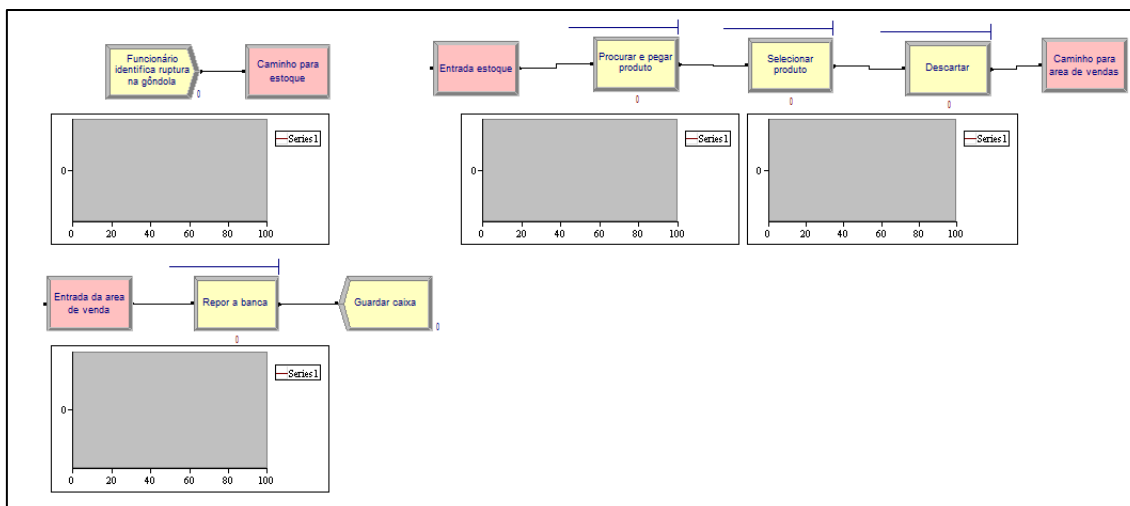 Funcionário
identifica ruptura
na gôndola
0
Caminho para
estoque
Entrada estoque
Procurar e pegar
produto
0
Selecionar
produto
0
Descartar
0
Caminho para
area de vendas
Series1
0
0 20 40 60 80 100
Series1
0
0 20 40 60 80 100
Series1
0
0 20 40 60 80 100
Entrada da area
de venda
Repor a banca
0
Guardar caixa
0
Series1
0
0 20 40 60 80 100